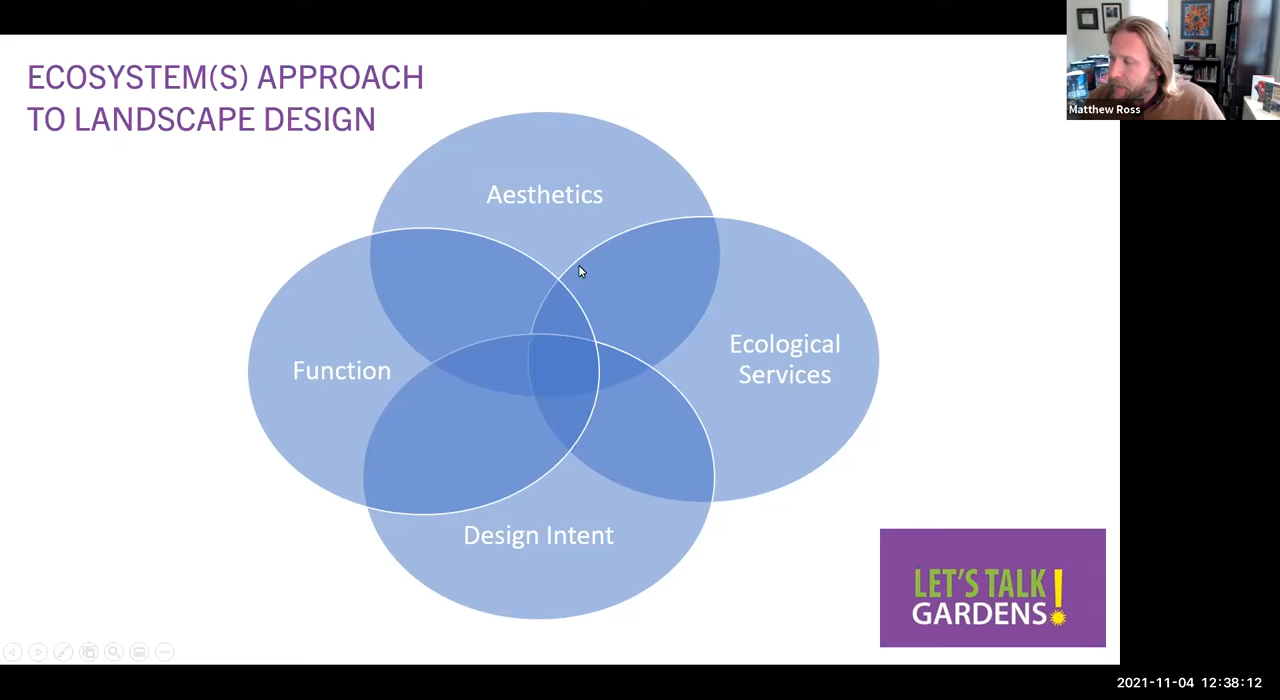 ECOSYSTEM(S) APPROACH
TO LANDSCAPE DESIGN
Matthew Ross
Aesthetics
Ecological
Services
Function
Design Intent
LET'S TALK
GARDENS!
2021-11-04 12:38:12